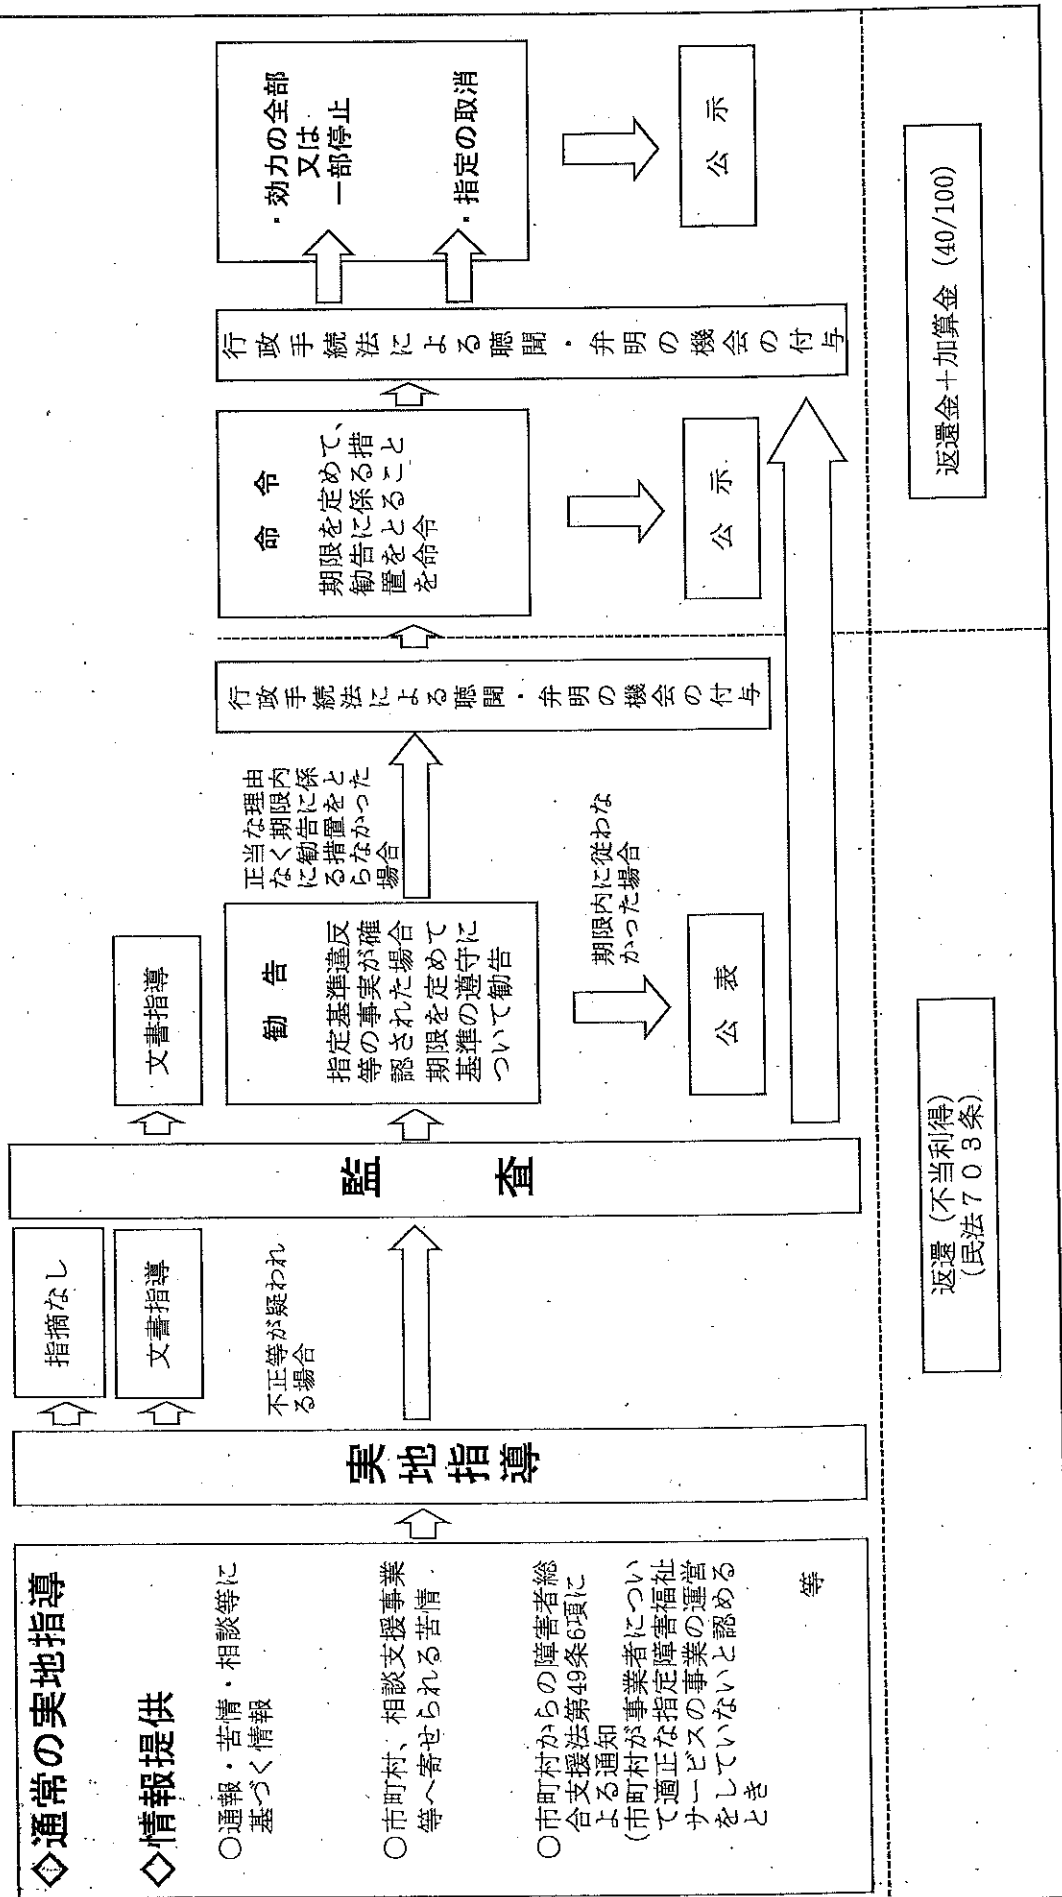 ◇通常の実地指導
◇情報提供
○通報・苦情・相談等に
基づく情報
○市町村、相談支援事業
等へ寄せられる苦情
○市町村からの障害者総
合支援法第49条6項に
よる通知
(市町村が事業者につい
て適正な指定障害福祉
サービスの事業の運営
をしていないと認める
とき
等
実地指導
指摘なし
文書指導
不正等が疑われ
る場合
監査
文書指導
勧告
指定基準違反
等の事実が確
認された場合
期限を定めて
基準の遵守に
ついて勧告
正当な理由
なく期限内
に勧告に係
る措置をと
らなかった
場合
期限内に従わな
かった場合
公表
行政手続法による聴聞・弁明の機会の付与
命令
期限を定めて、
勧告に係る措
置をとること
を命令
公示
行政手続法による聴聞・弁明の機会の付与
・効力の全部
又は
一部停止
・指定の取消
公示
返還(不当利得)
(民法703条)
返還金+加算金(40/100)